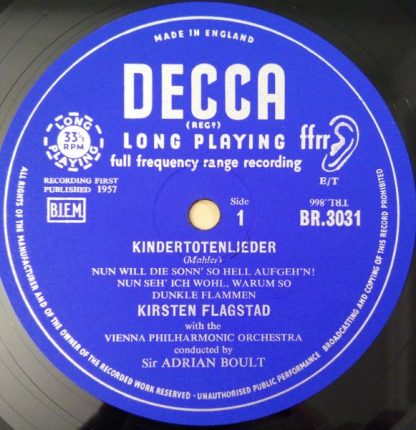 MADE IN ENGLAND
DECCA
(REGD)
LONG PLAYING
ffrr
full frequency range recording
LONG
33⅓
RPM
PLAYING
RECORDING FIRST
PUBLISHED 1957
E/T
B.I.E.M.
Side
1
TRL.866
BR.3031
KINDERTOTENLIEDER
(Mahler)
NUN WILL DIE SONN' SO HELL AUFGEH'N!
NUN SEH' ICH WOHL, WARUM SO
DUNKLE FLAMMEN
KIRSTEN FLAGSTAD
with the
VIENNA PHILHARMONIC ORCHESTRA
conducted by
Sir ADRIAN BOULT
ALL RIGHTS OF THE MANUFACTURER AND OF THE OWNER OF THE RECORDED WORK RESERVED · UNAUTHORISED PUBLIC PERFORMANCE BROADCASTING AND COPYING OF THIS RECORD PROHIBITED